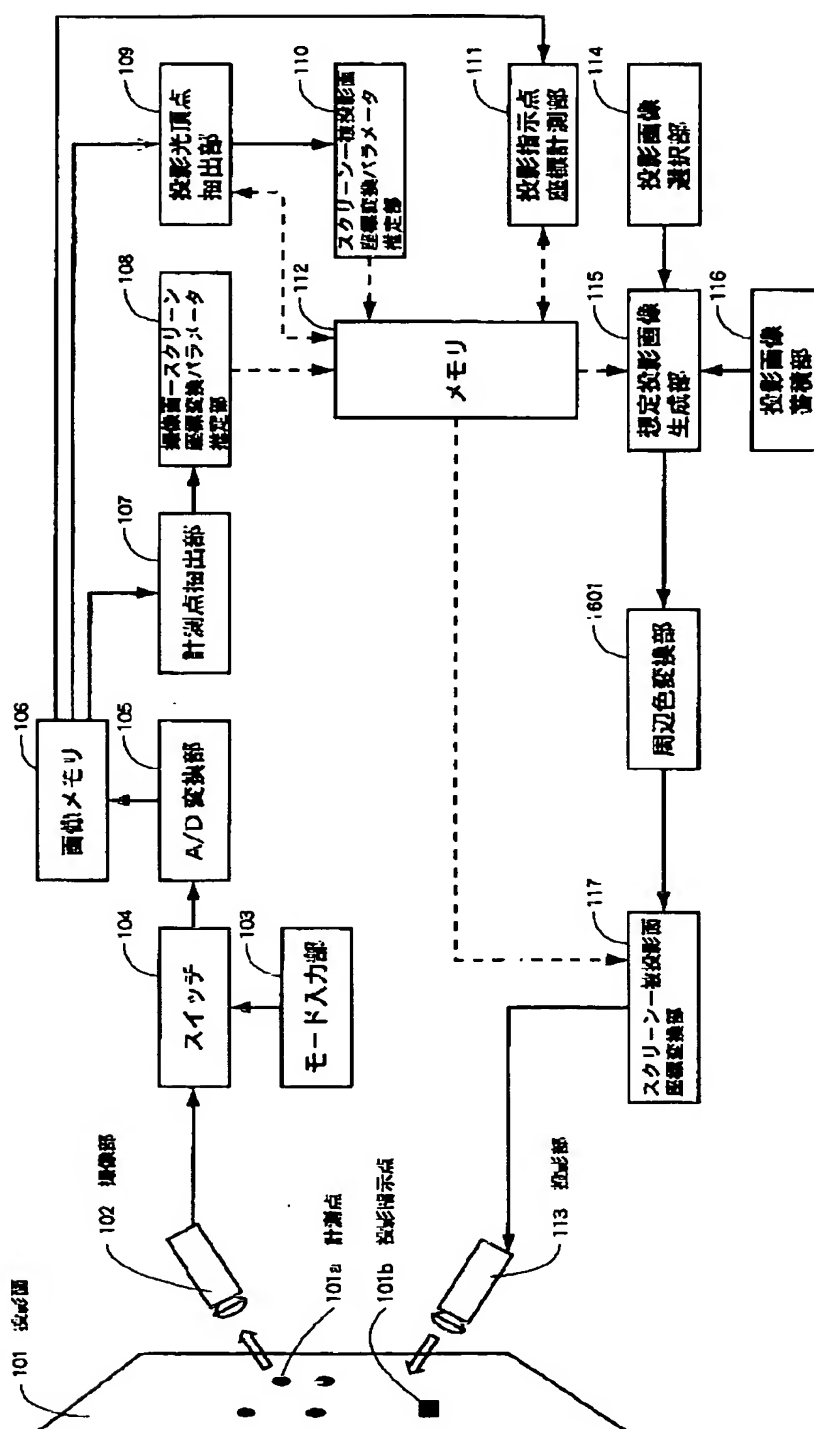 101 投影面
102 撮像部
101a 計測点
101b 投影指示点
113 投影部
103
モード入力部
104
スイッチ
105
A/D 変換部
106
画像メモリ
107
計測点抽出部
108
撮像面ースクリーン
座標変換パラメータ
推定部
109
投影光頂点
抽出部
110
スクリーン一被投影面
座標変換パラメータ
推定部
111
投影指示点
座標計測部
112
メモリ
114
投影画像
選択部
115
想定投影画像
生成部
116
投影画像
蓄積部
1601
周辺色変換部
117
スクリーン一被投影面
座標変換部